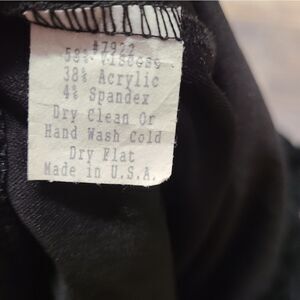 #7922
58% Viscose
38% Acrylic
4% Spandex
Dry Clean Or
Hand Wash Cold
Dry Flat
Made in U.S.A.